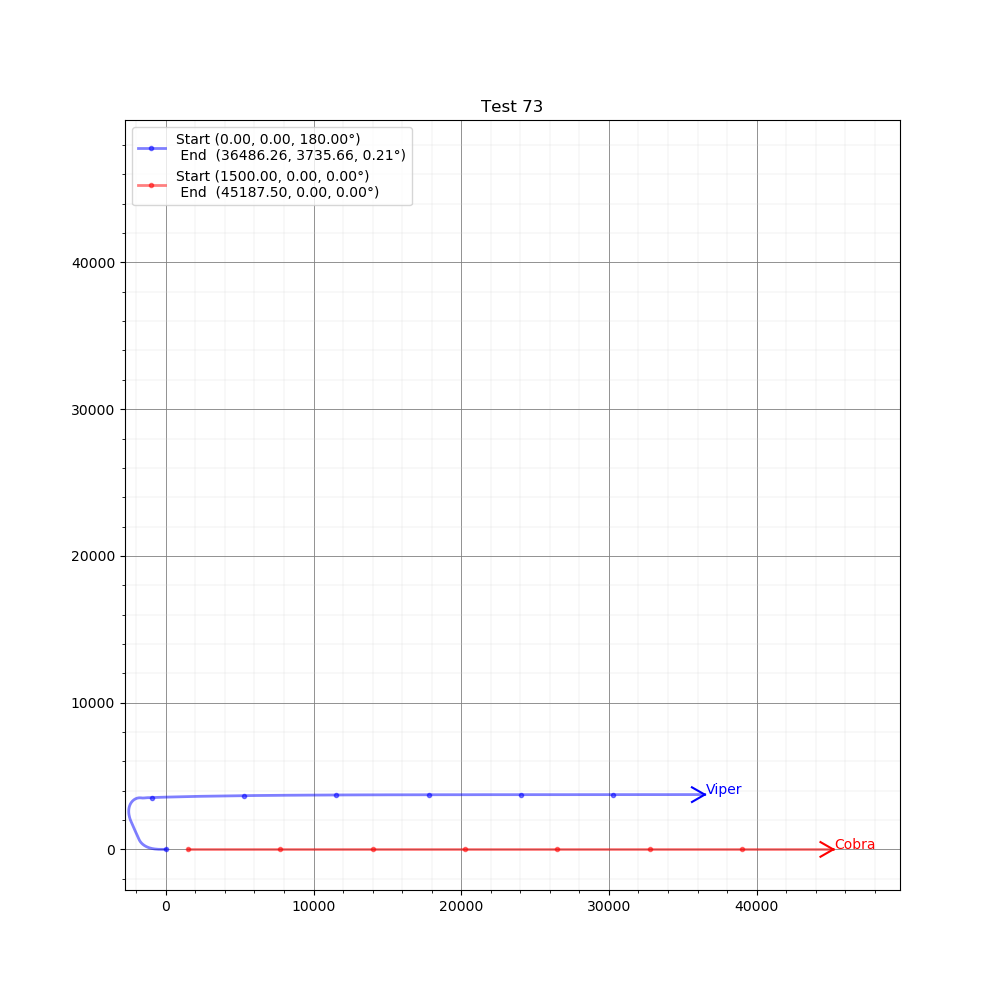 Test 73
Start (0.00, 0.00, 180.00°)
End  (36486.26, 3735.66, 0.21°)
Start (1500.00, 0.00, 0.00°)
End  (45187.50, 0.00, 0.00°)
40000
30000
20000
10000
Viper
0
Cobra
0 10000 20000 30000 40000